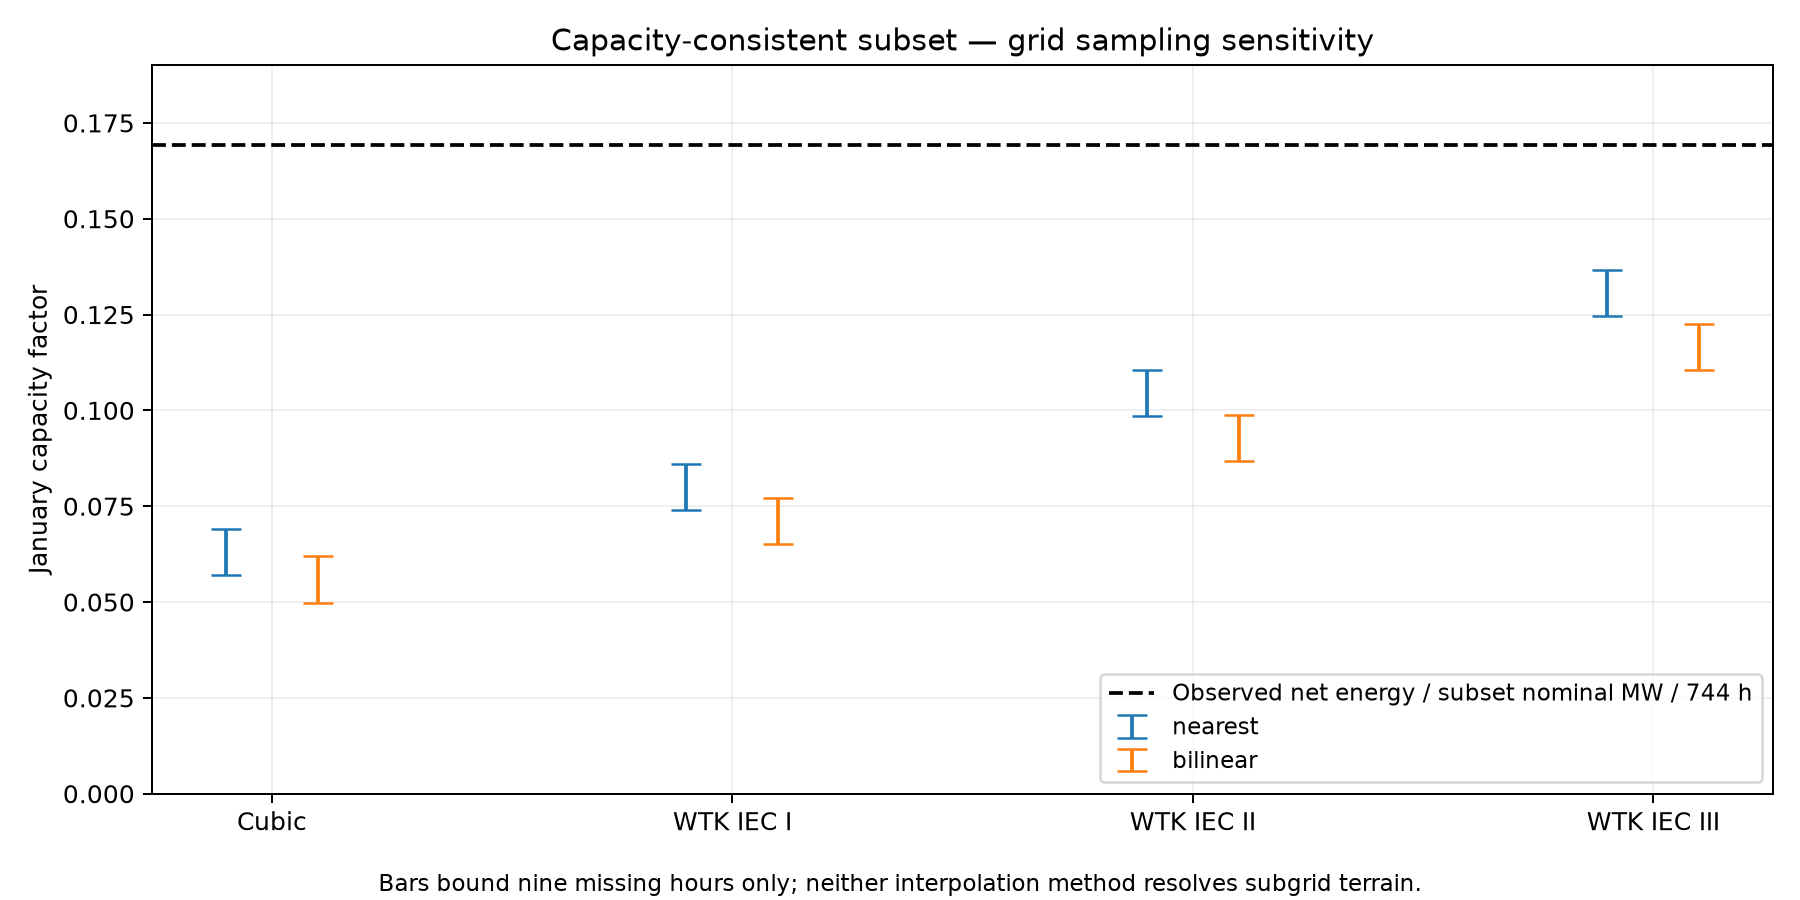 Capacity-consistent subset — grid sampling sensitivity
January capacity factor
0.175
0.150
0.125
0.100
0.075
0.050
0.025
0.000
Cubic
WTK IEC I
WTK IEC II
WTK IEC III
Observed net energy / subset nominal MW / 744 h
nearest
bilinear
Bars bound nine missing hours only; neither interpolation method resolves subgrid terrain.